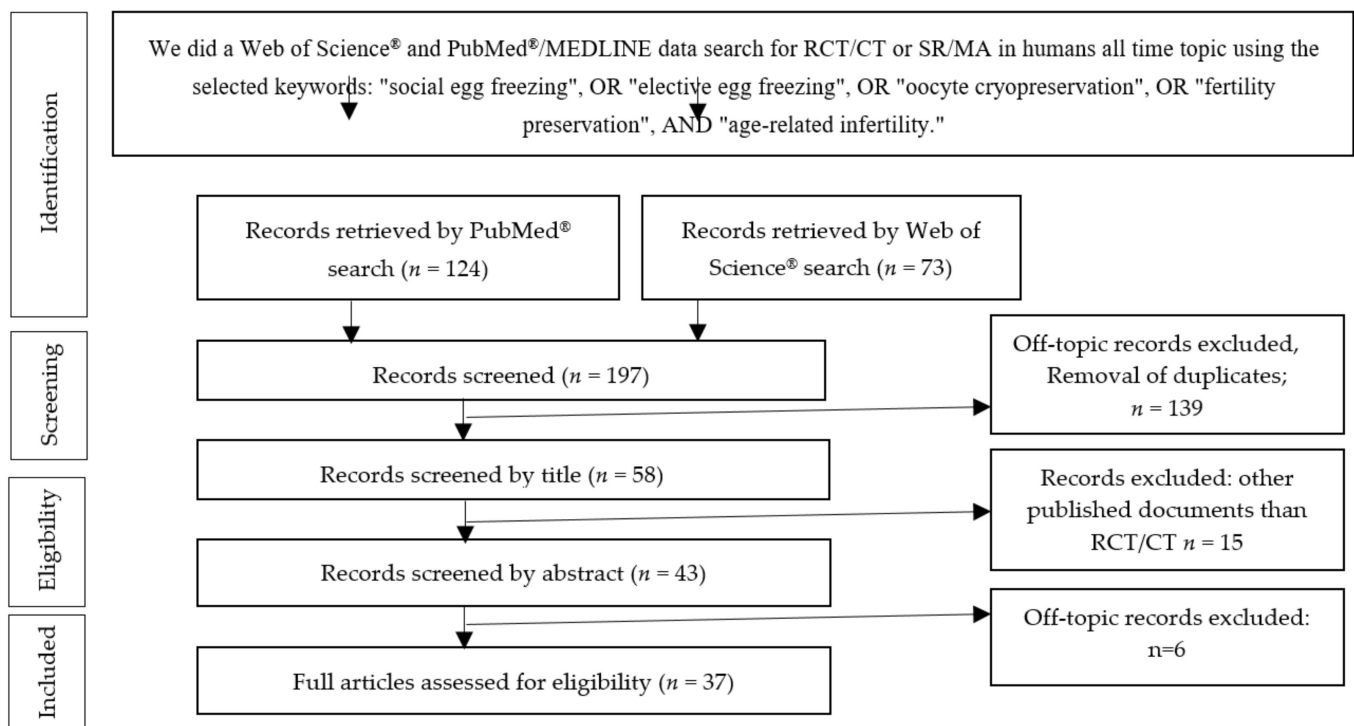 Identification
We did a Web of Science® and PubMed®/MEDLINE data search for RCT/CT or SR/MA in humans all time topic using the
selected keywords: "social egg freezing", OR "elective egg freezing", OR "oocyte cryopreservation", OR "fertility
preservation", AND "age-related infertility."
Records retrieved by PubMed®
search (n = 124)
Records retrieved by Web of
Science® search (n = 73)
Screening
Records screened (n = 197)
Off-topic records excluded,
Removal of duplicates;
n = 139
Records screened by title (n = 58)
Eligibility
Records excluded: other
published documents than
RCT/CT n = 15
Records screened by abstract (n = 43)
Included
Off-topic records excluded:
n=6
Full articles assessed for eligibility (n = 37)